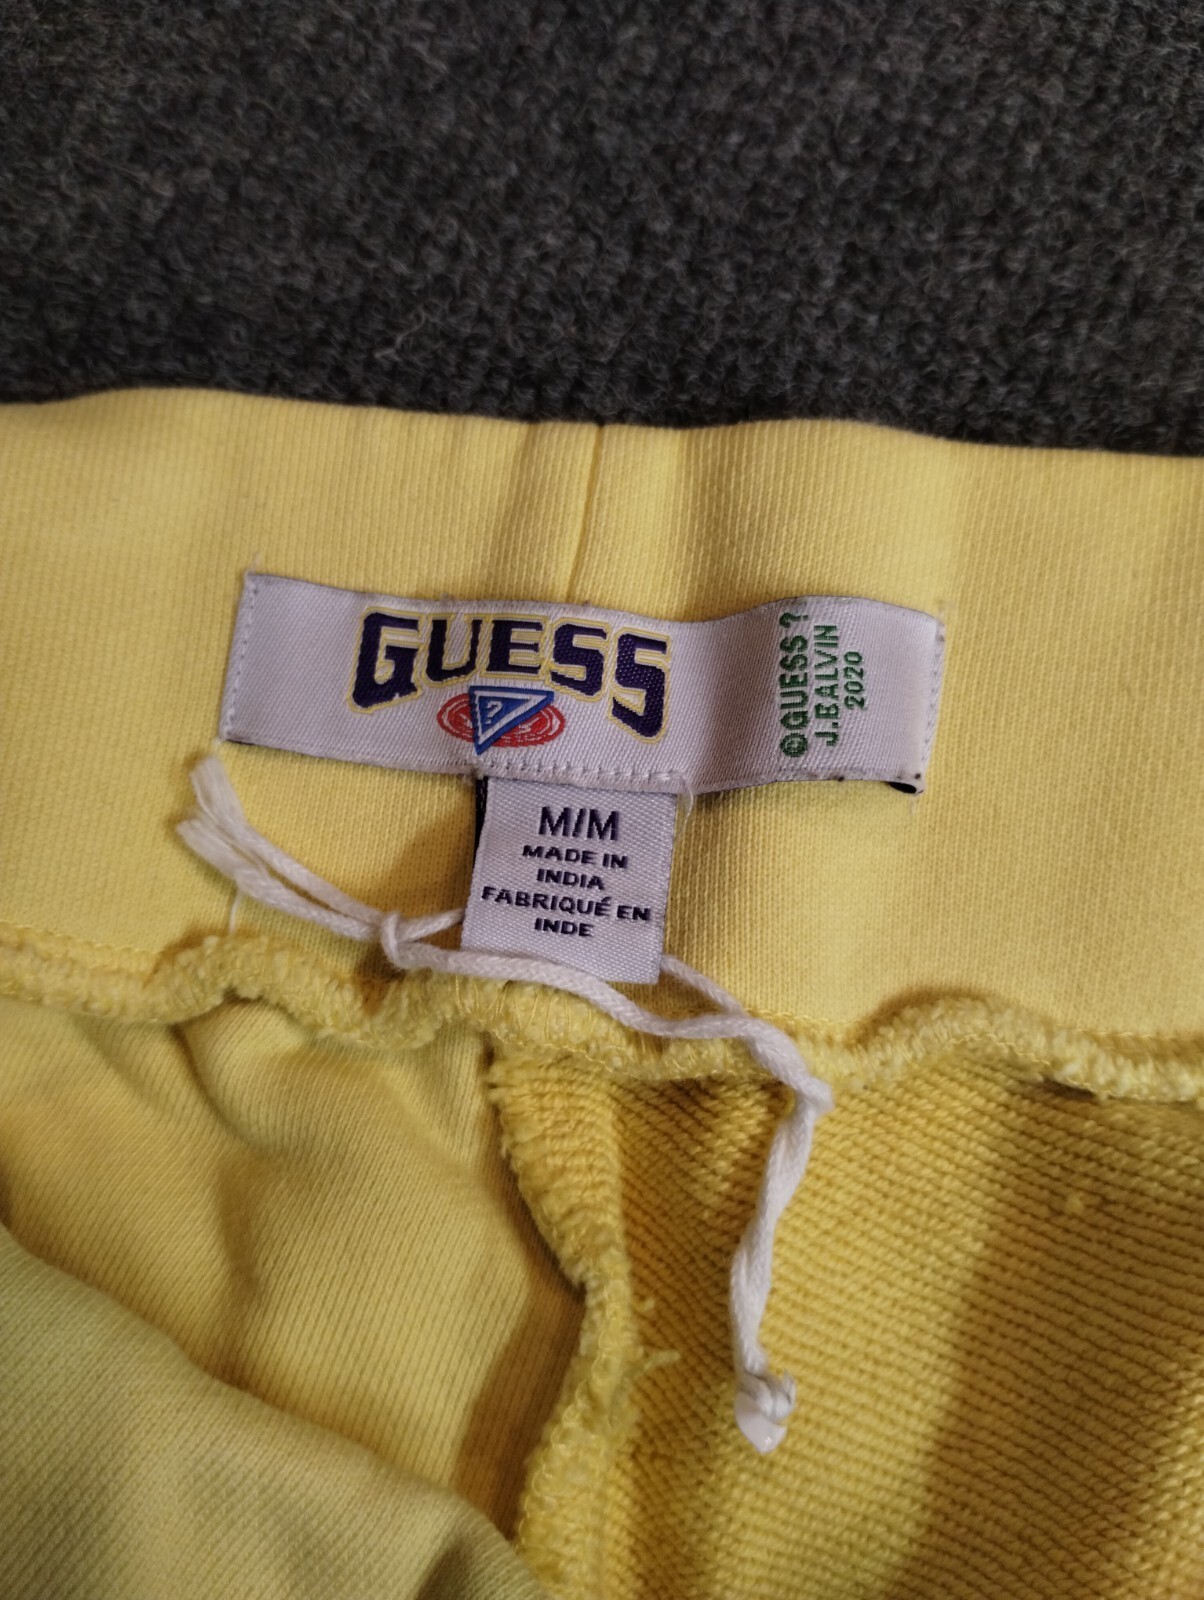 GUESS
?
©GUESS ?
J.BALVIN
2020
M/M
MADE IN
INDIA
FABRIQUÉ EN
INDE